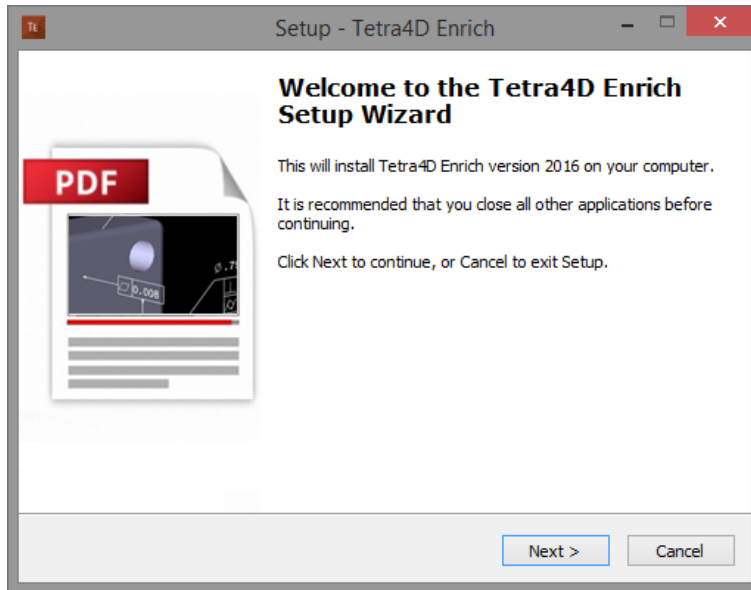 TE
Setup - Tetra4D Enrich
Welcome to the Tetra4D Enrich
Setup Wizard
This will install Tetra4D Enrich version 2016 on your computer.
It is recommended that you close all other applications before
continuing.
Click Next to continue, or Cancel to exit Setup.
PDF
0.008
Next >
Cancel